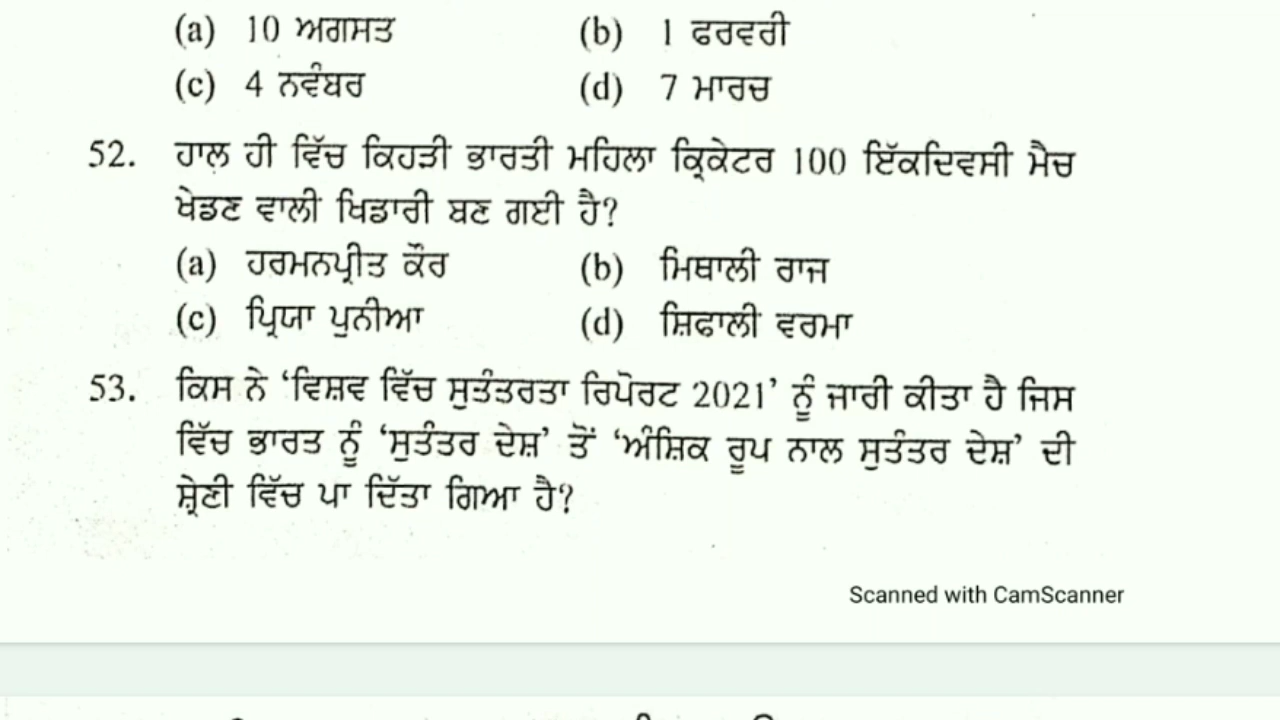 (a) 10 ਅਗਸਤ (b) 1 ਫਰਵਰੀ
(c) 4 ਨਵੰਬਰ (d) 7 ਮਾਰਚ
52. ਹਾਲ ਹੀ ਵਿੱਚ ਕਿਹੜੀ ਭਾਰਤੀ ਮਹਿਲਾ ਕ੍ਰਿਕੇਟਰ 100 ਇੱਕਦਿਵਸੀ ਮੈਚ
ਖੇਡਣ ਵਾਲੀ ਖਿਡਾਰੀ ਬਣ ਗਈ ਹੈ?
(a) ਹਰਮਨਪ੍ਰੀਤ ਕੌਰ (b) ਮਿਥਾਲੀ ਰਾਜ
(c) ਪ੍ਰਿਯਾ ਪੁਨੀਆ (d) ਸ਼ਿਫਾਲੀ ਵਰਮਾ
53. ਕਿਸ ਨੇ ‘ਵਿਸ਼ਵ ਵਿੱਚ ਸੁਤੰਤਰਤਾ ਰਿਪੋਰਟ 2021’ ਨੂੰ ਜਾਰੀ ਕੀਤਾ ਹੈ ਜਿਸ
ਵਿੱਚ ਭਾਰਤ ਨੂੰ ‘ਸੁਤੰਤਰ ਦੇਸ਼’ ਤੋਂ ‘ਅੰਸ਼ਿਕ ਰੂਪ ਨਾਲ ਸੁਤੰਤਰ ਦੇਸ਼’ ਦੀ
ਸ਼੍ਰੇਣੀ ਵਿੱਚ ਪਾ ਦਿੱਤਾ ਗਿਆ ਹੈ?
Scanned with CamScanner